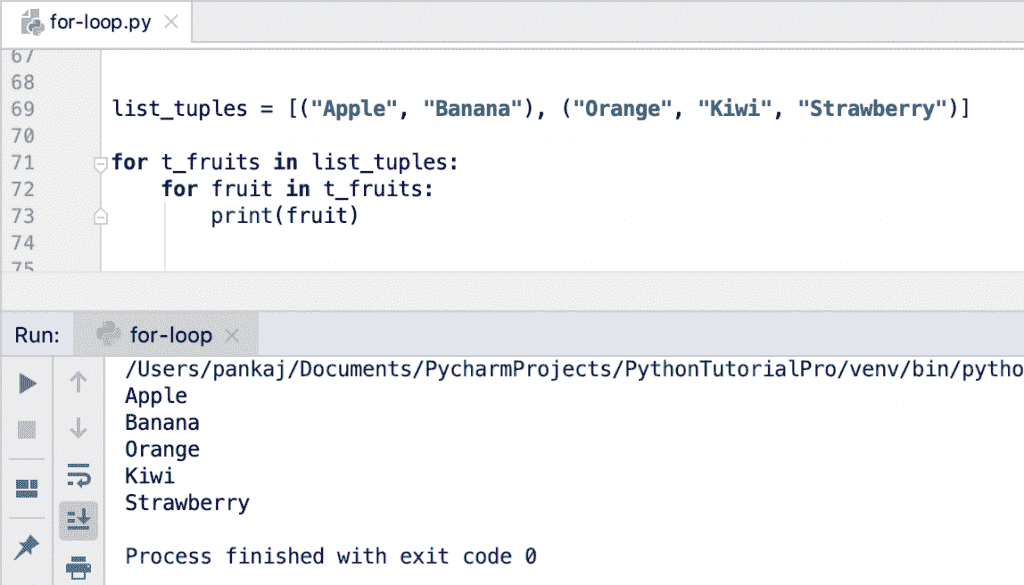 for-loop.py
67
68
69 list_tuples = [("Apple", "Banana"), ("Orange", "Kiwi", "Strawberry")]
70
71 for t_fruits in list_tuples:
72 for fruit in t_fruits:
73 print(fruit)
74
75
Run: for-loop
/Users/pankaj/Documents/PycharmProjects/PythonTutorialPro/venv/bin/pytho
Apple
Banana
Orange
Kiwi
Strawberry
Process finished with exit code 0